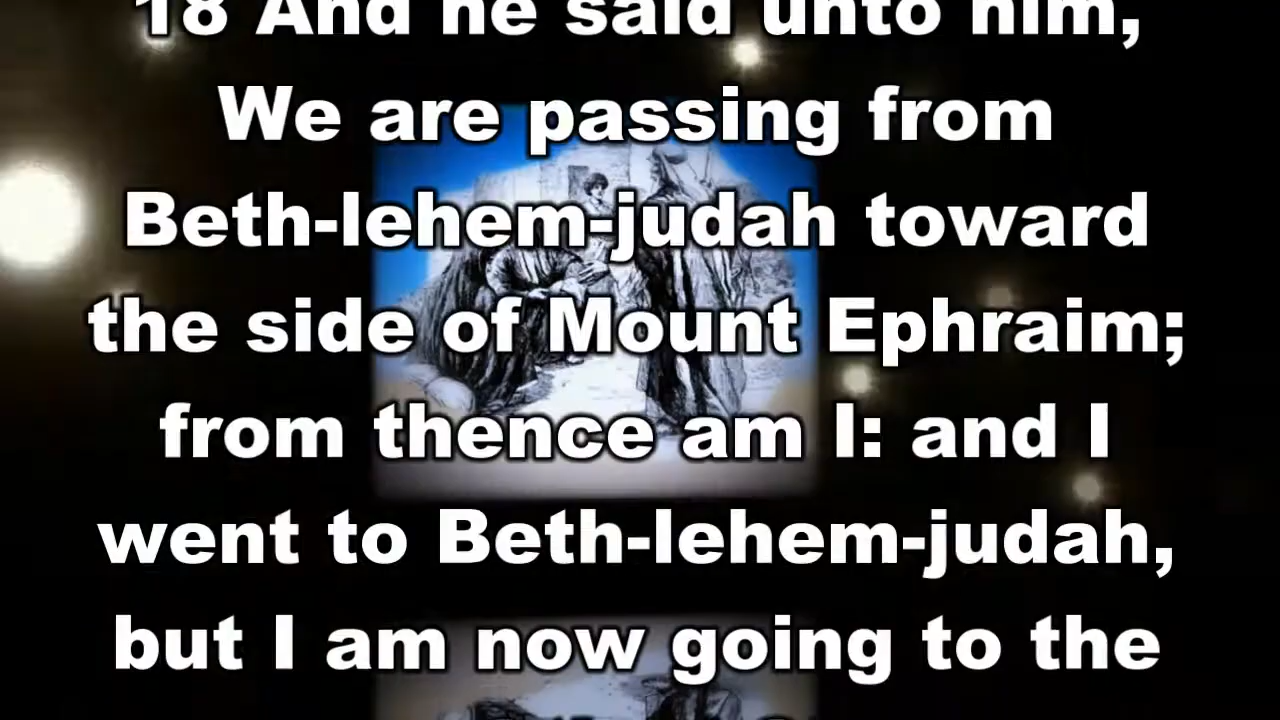 18 And he said unto him,
We are passing from
Beth-lehem-judah toward
the side of Mount Ephraim;
from thence am I: and I
went to Beth-lehem-judah,
but I am now going to the